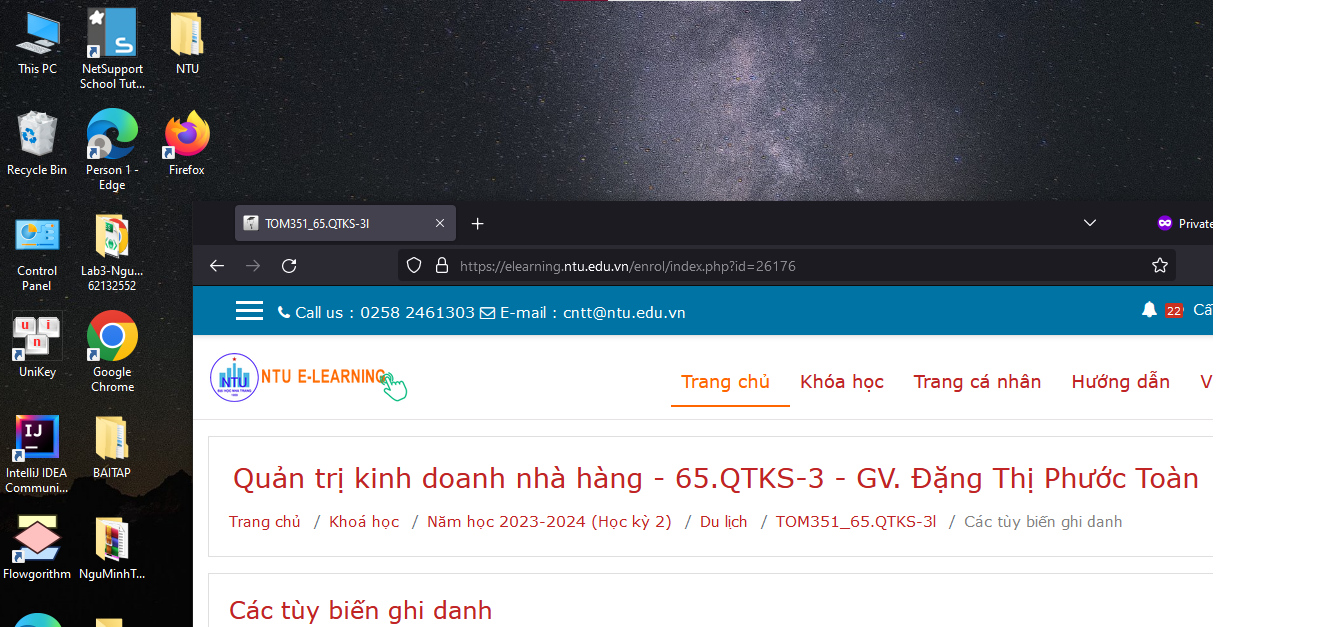 This PC
NetSupport
School Tut...
NTU
Recycle Bin
Person 1 -
Edge
Firefox
Control
Panel
Lab3-Ngu...
62132552
UniKey
Google
Chrome
IntelliJ IDEA
Communi...
BAITAP
Flowgorithm
NguMinhT...
TOM351_65.QTKS-3l
Private
https://elearning.ntu.edu.vn/enrol/index.php?id=26176
Call us : 0258 2461303 E-mail : cntt@ntu.edu.vn
22
NTU
NTU E-LEARNING
Trang chủ Khóa học Trang cá nhân Hướng dẫn V
Quản trị kinh doanh nhà hàng - 65.QTKS-3 - GV. Đặng Thị Phước Toàn
Trang chủ / Khoá học / Năm học 2023-2024 (Học kỳ 2) / Du lịch / TOM351_65.QTKS-3l / Các tùy biến ghi danh
Các tùy biến ghi danh